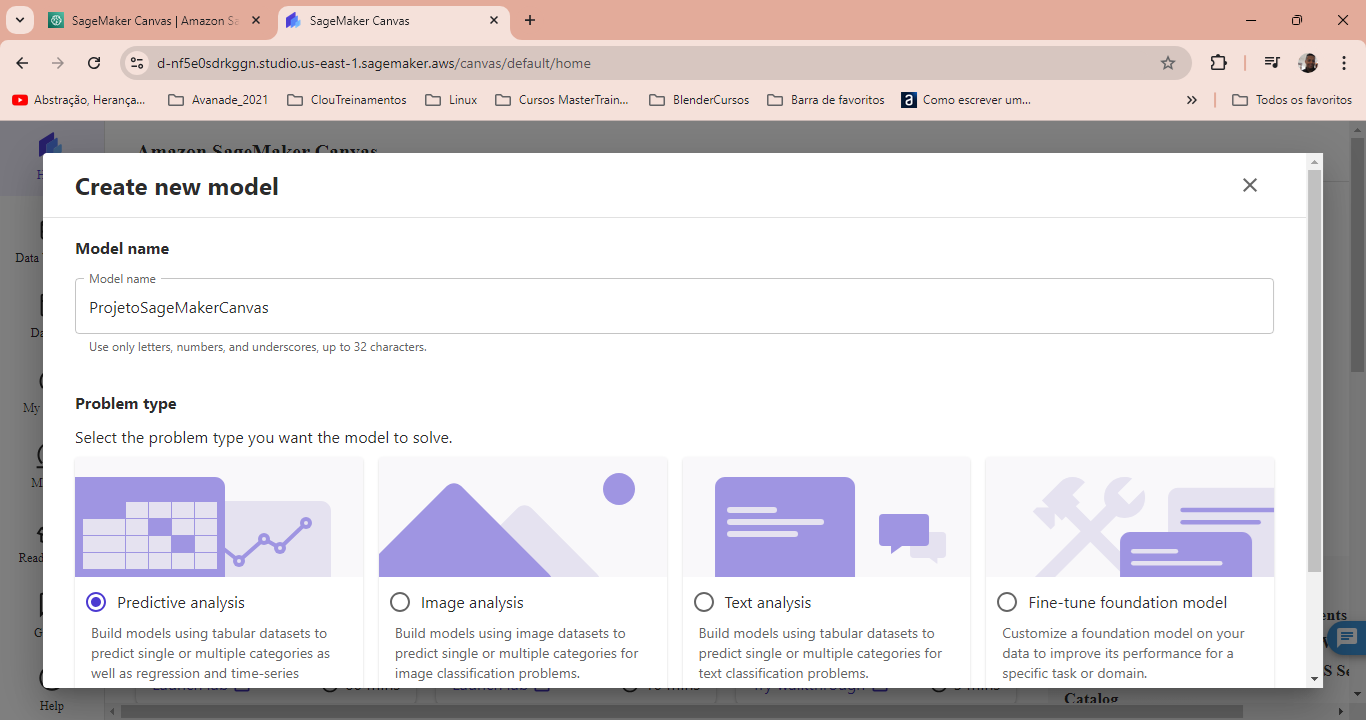 SageMaker Canvas | Amazon Sa
SageMaker Canvas
d-nf5e0sdrkggn.studio.us-east-1.sagemaker.aws/canvas/default/home
Abstração, Herança...
Avanade_2021
ClouTreinamentos
Linux
Cursos MasterTrain...
BlenderCursos
Barra de favoritos
Como escrever um...
Todos os favoritos
Amazon SageMaker Canvas
Create new model
Model name
Model name
ProjetoSageMakerCanvas
Use only letters, numbers, and underscores, up to 32 characters.
Problem type
Select the problem type you want the model to solve.
Predictive analysis
Build models using tabular datasets to
predict single or multiple categories as
well as regression and time-series
Image analysis
Build models using image datasets to
predict single or multiple categories for
image classification problems.
Text analysis
Build models using tabular datasets to
predict single or multiple categories for
text classification problems.
Fine-tune foundation model
Customize a foundation model on your
data to improve its performance for a
specific task or domain.
Data
My
Read
Help
Catalog